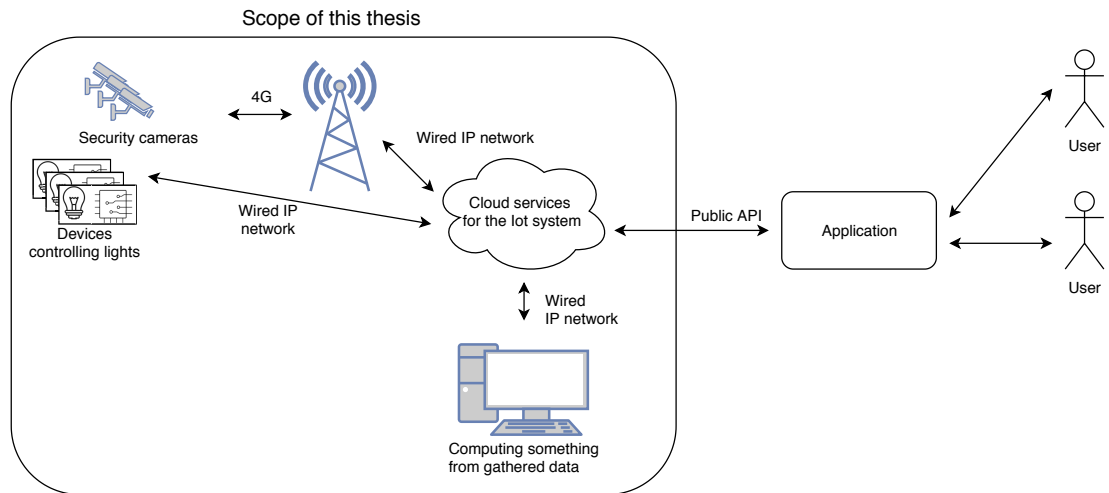 Scope of this thesis
4G
Security cameras
Wired IP network
Wired IP
network
Devices
controlling lights
Cloud services
for the Iot system
Public API
Application
User
User
Wired
IP network
Computing something
from gathered data